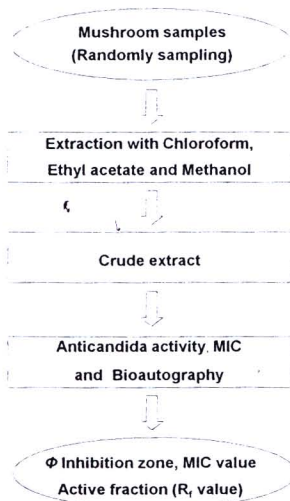 Mushroom samples
(Randomly sampling)
Extraction with Chloroform,
Ethyl acetate and Methanol
Crude extract
Anticandida activity, MIC
and Bioautography
Φ Inhibition zone, MIC value
Active fraction (Rf value)